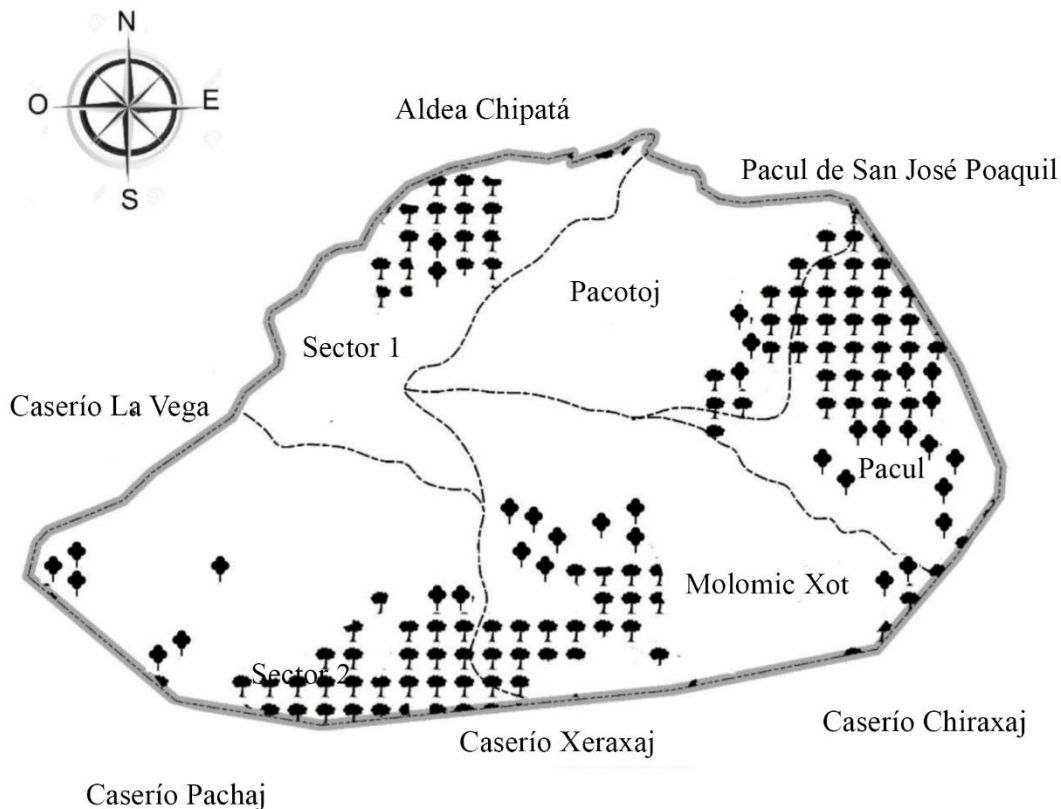 N
O E
S
Aldea Chipatá
Pacul de San José Poaquil
Pacotoj
Sector 1
Caserío La Vega
Pacul
Molomic Xot
Sector 2
Caserío Chiraxaj
Caserío Xeraxaj
Caserío Pachaj